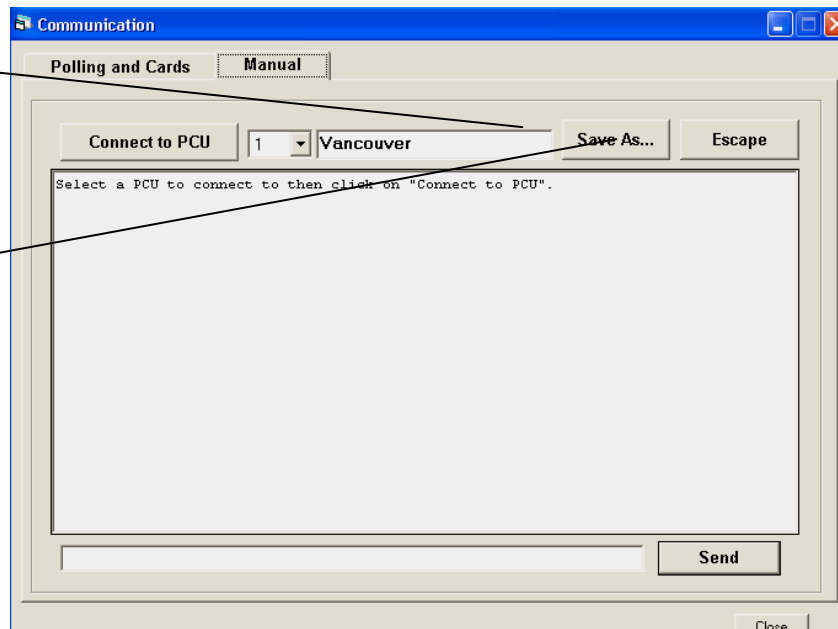 Communication
Polling and Cards Manual
Connect to PCU 1 Vancouver Save As... Escape
Select a PCU to connect to then click on "Connect to PCU".
Send
Close